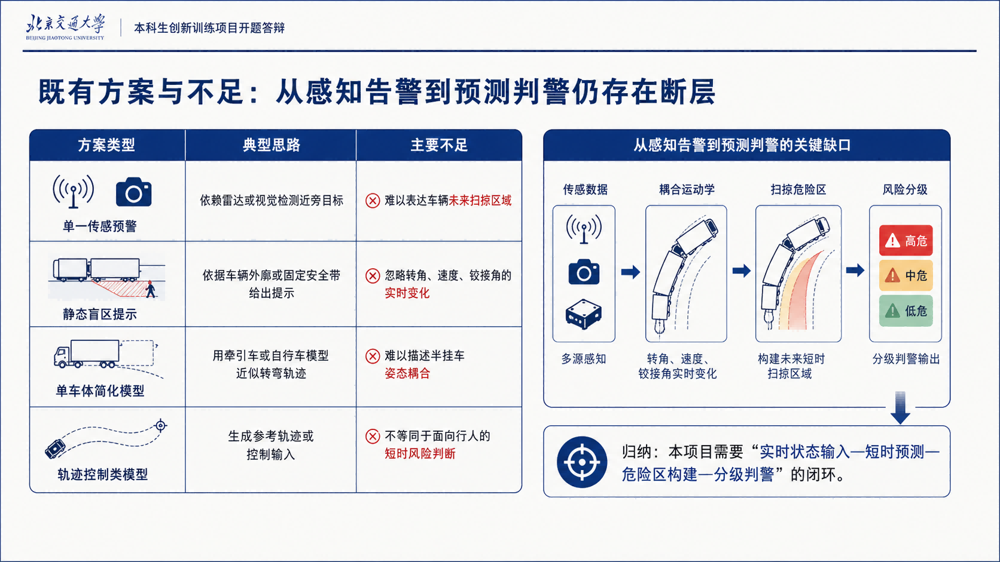 北京交通大学
BEIJING JIAOTONG UNIVERSITY
本科生创新训练项目开题答辩
既有方案与不足：从感知告警到预测判警仍存在断层
方案类型
典型思路
主要不足
单一传感预警
依赖雷达或视觉检测近旁目标
难以表达车辆未来扫掠区域
静态盲区提示
依据车辆外廓或固定安全带
给出提示
忽略转角、速度、铰接角的
实时变化
单车体简化模型
用牵引车或自行车模型
近似转弯轨迹
难以描述半挂车
姿态耦合
轨迹控制类模型
生成参考轨迹或
控制输入
不等同于面向行人的
短时风险判断
从感知告警到预测判警的关键缺口
传感数据
耦合运动学
扫掠危险区
风险分级
高危
中危
低危
多源感知
转角、速度、
铰接角实时变化
构建未来短时
扫掠区域
分级判警输出
归纳：本项目需要“实时状态输入—短时预测—
危险区构建—分级判警”的闭环。